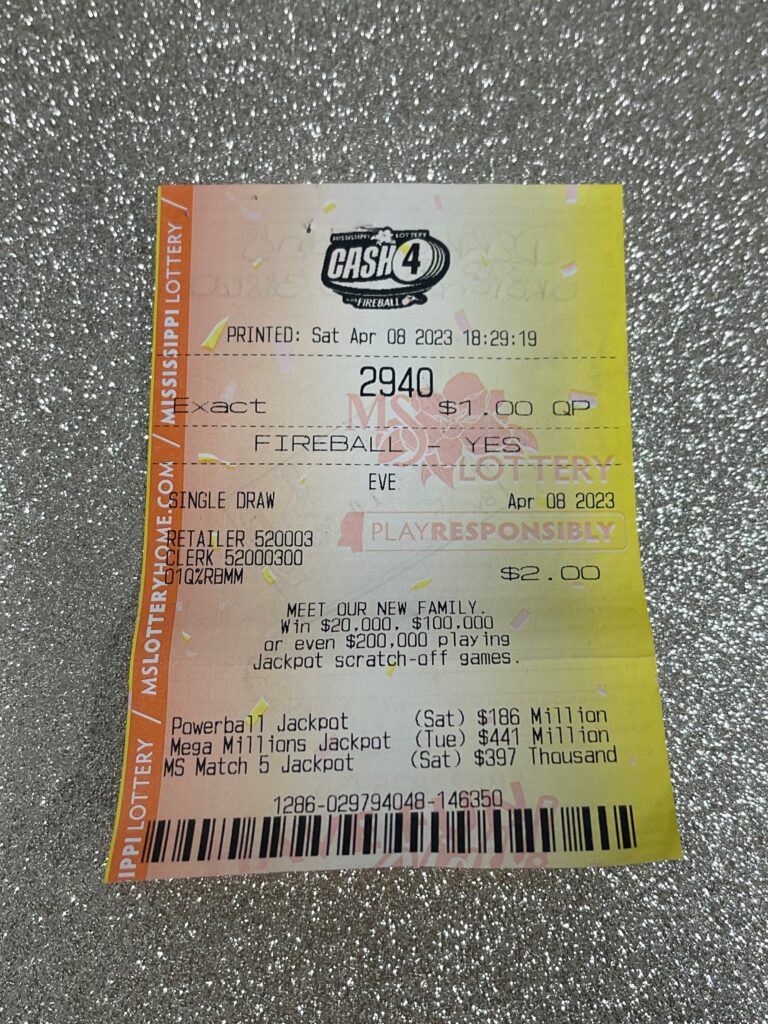 MISSISSIPPI LOTTERY
CASH 4
FIREBALL
PRINTED: Sat Apr 08 2023 18:29:19
2940
Exact $1.00 QP
FIREBALL - YES
EVE
SINGLE DRAW Apr 08 2023
RETAILER 520003
CLERK 52000300
01Q%RBMM
$2.00
MEET OUR NEW FAMILY.
Win $20,000, $100,000
or even $200,000 playing
Jackpot scratch-off games.
Powerball Jackpot (Sat) $186 Million
Mega Millions Jackpot (Tue) $441 Million
MS Match 5 Jackpot (Sat) $397 Thousand
1286-029794048-146350
MS
LOTTERY
PLAYRESPONSIBLY
IPPI LOTTERY / MSLOTTERYHOME.COM / MISSISSIPPI LOTTERY /